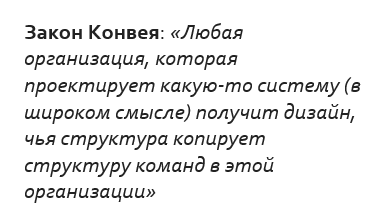 Закон Конвея: «Любая
организация, которая
проектирует какую-то систему (в
широком смысле) получит дизайн,
чья структура копирует
структуру команд в этой
организации»